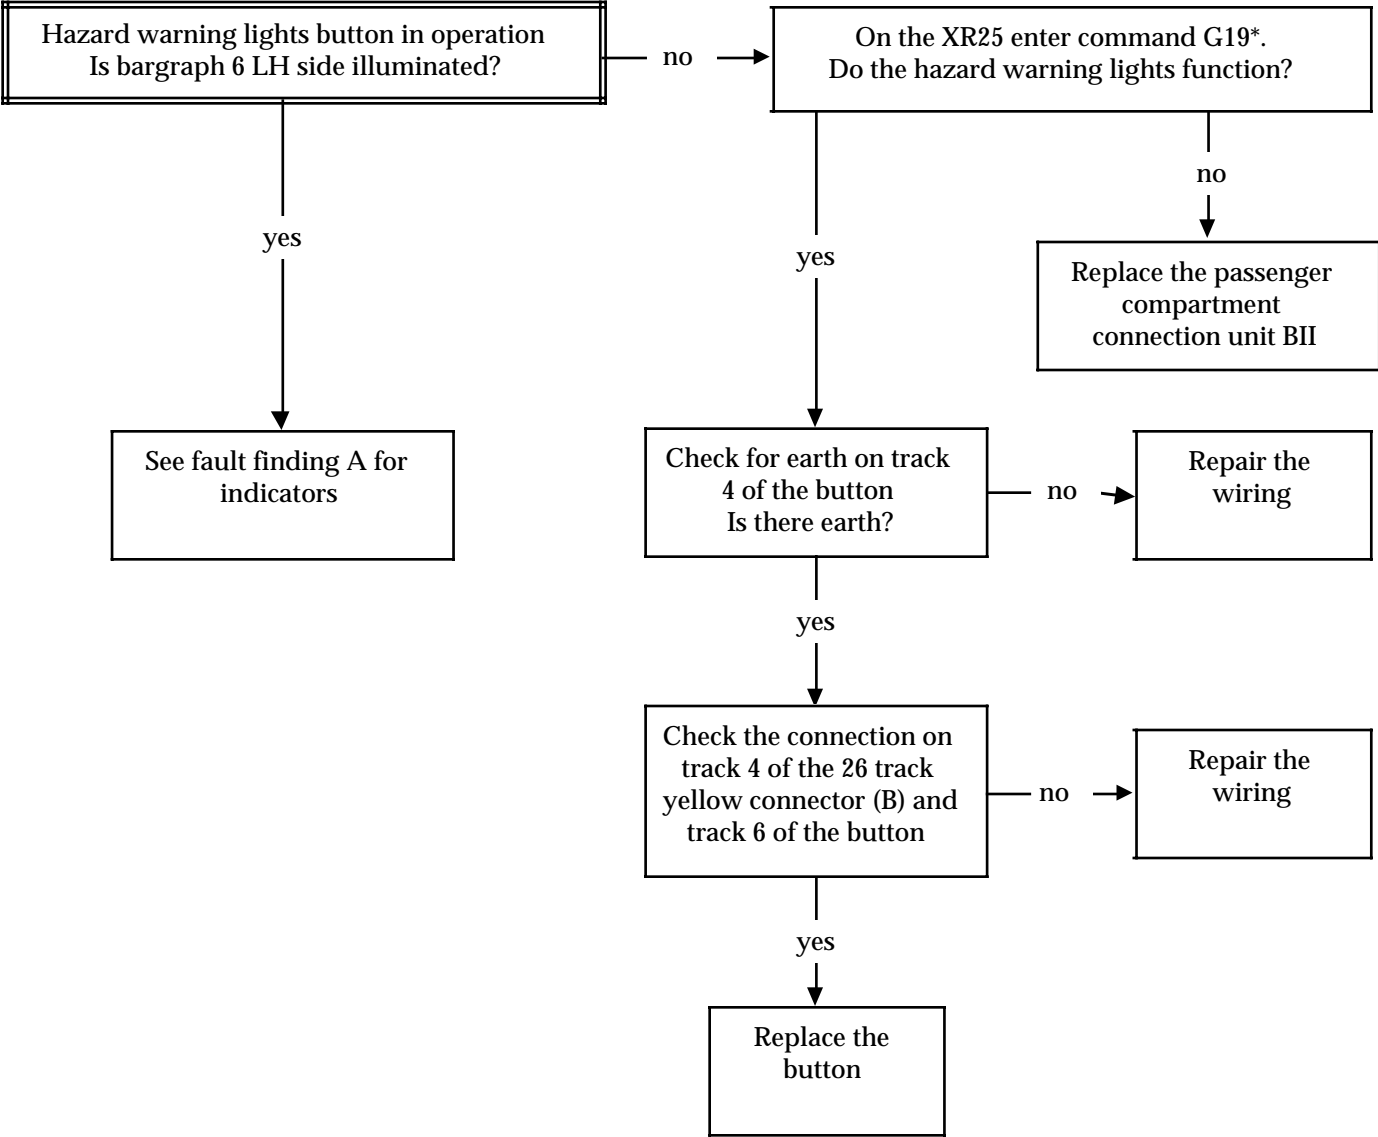 Hazard warning lights button in operation
Is bargraph 6 LH side illuminated?
no
On the XR25 enter command G19*.
Do the hazard warning lights function?
yes
yes
no
Replace the passenger
compartment
connection unit BII
See fault finding A for
indicators
Check for earth on track
4 of the button
Is there earth?
no
Repair the
wiring
yes
Check the connection on
track 4 of the 26 track
yellow connector (B) and
track 6 of the button
no
Repair the
wiring
yes
Replace the
button